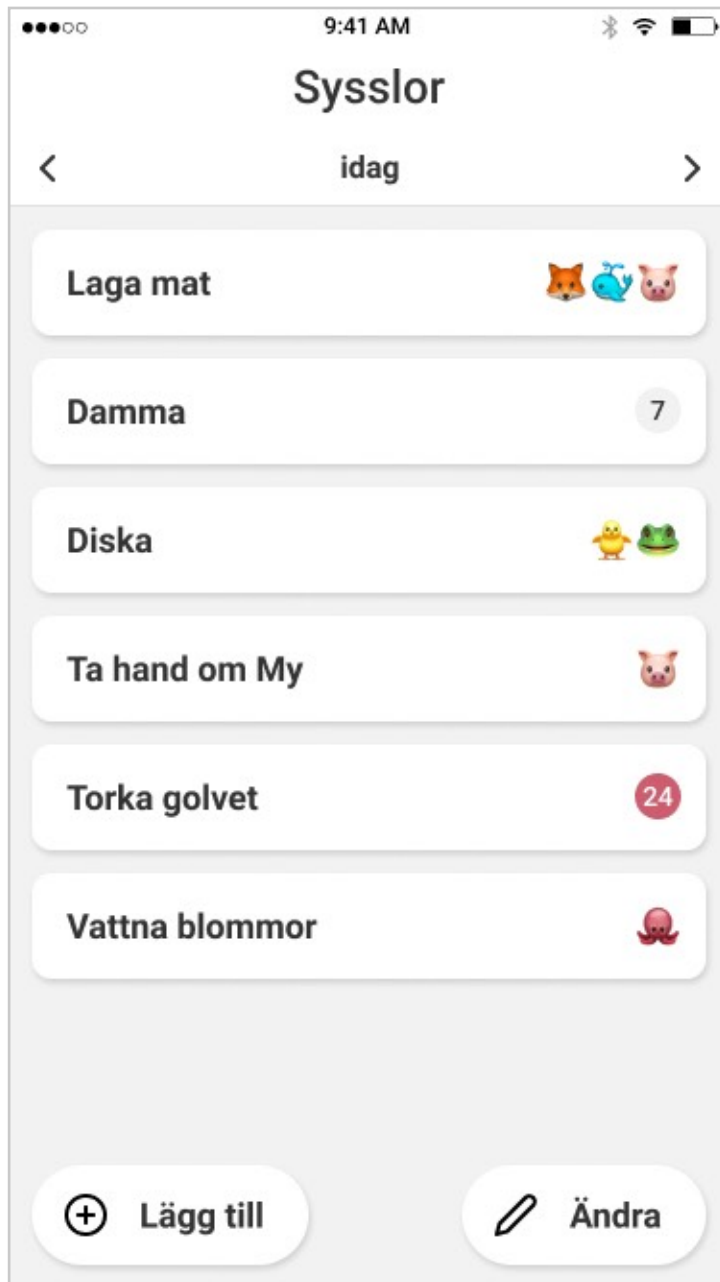 9:41 AM
Sysslor
idag
Laga mat
Damma 7
Diska
Ta hand om My
Torka golvet 24
Vattna blommor
Lägg till Ändra